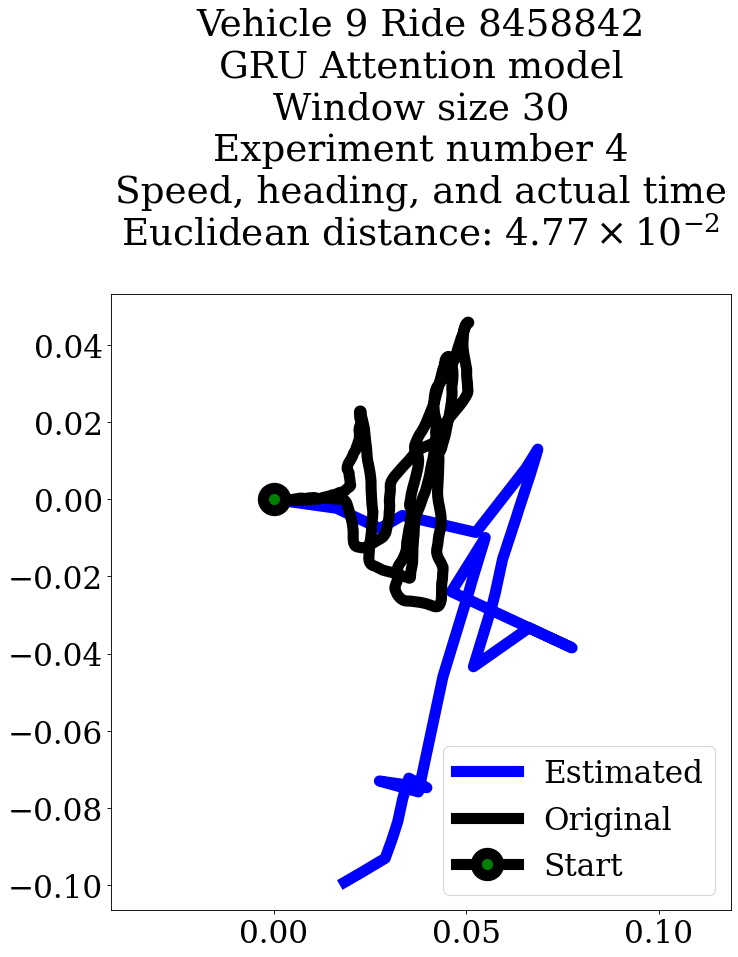 Vehicle 9 Ride 8458842
GRU Attention model
Window size 30
Experiment number 4
Speed, heading, and actual time
Euclidean distance: 4.77 × 10⁻²
0.04
0.02
0.00
−0.02
−0.04
−0.06
−0.08
−0.10
Estimated
Original
Start
0.00 0.05 0.10